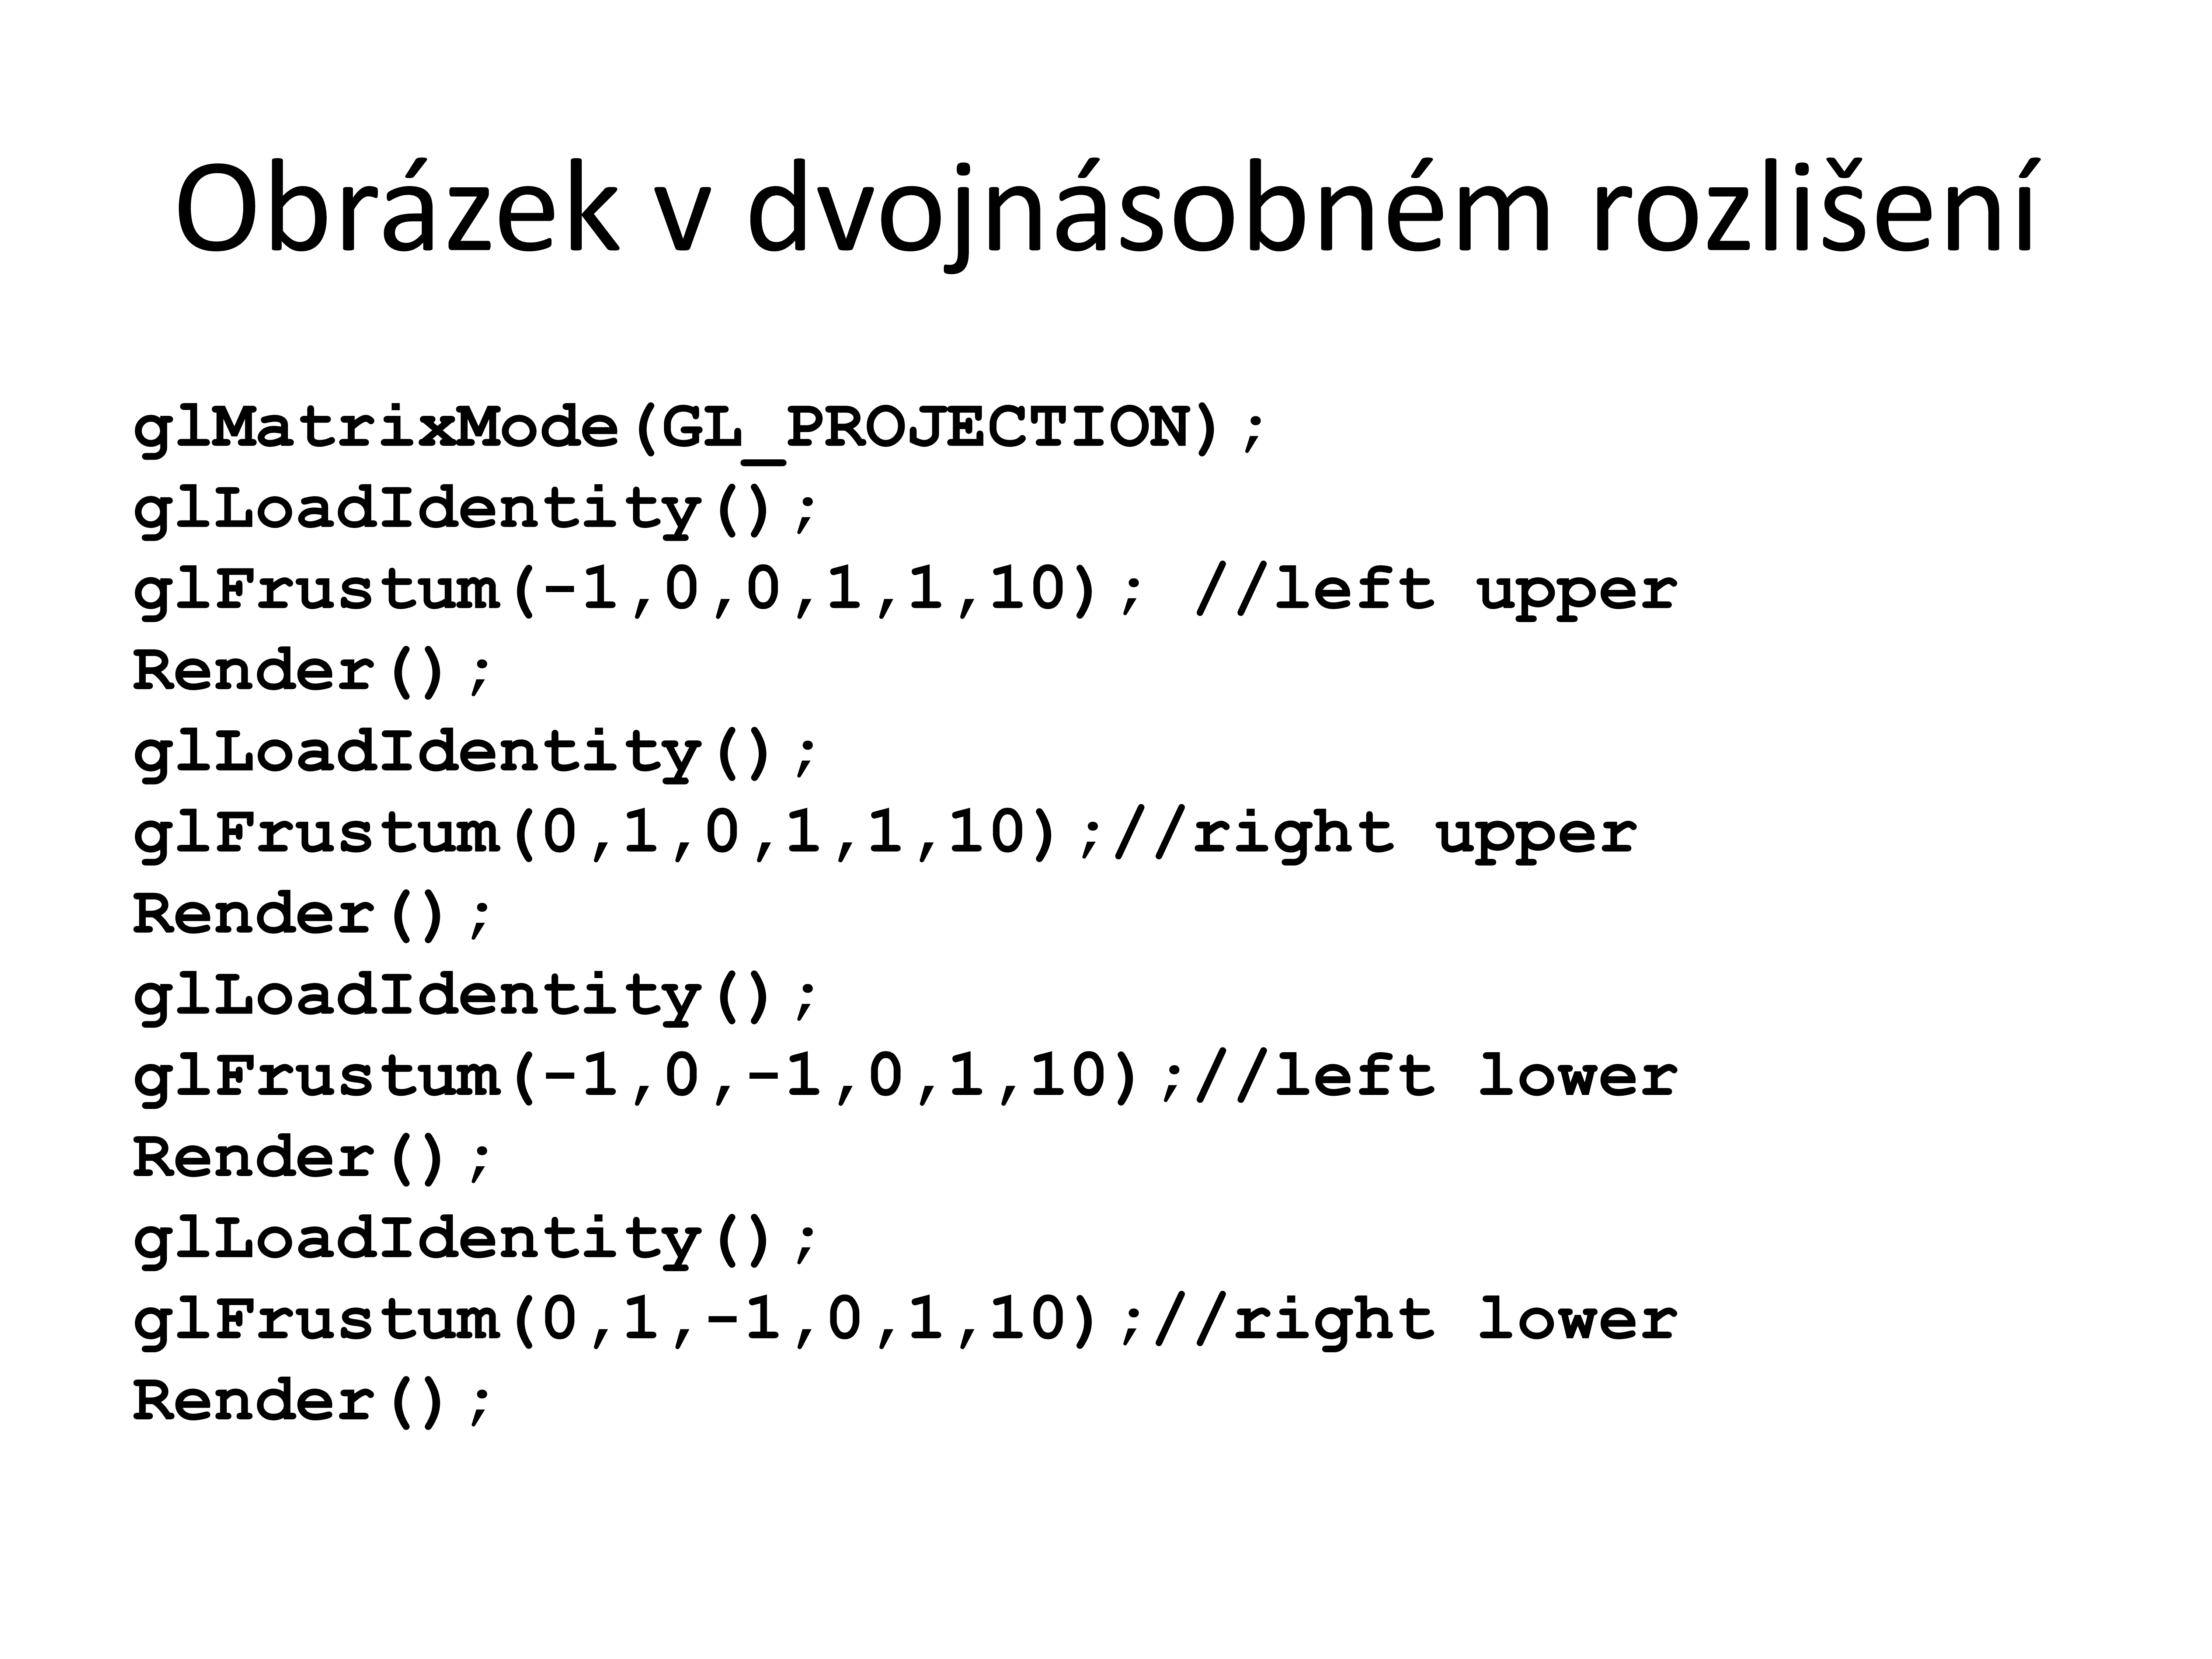 Obrázek v dvojnásobném rozlišení
glMatrixMode(GL_PROJECTION);
glLoadIdentity();
glFrustum(-1,0,0,1,1,10); //left upper
Render();
glLoadIdentity();
glFrustum(0,1,0,1,1,10);//right upper
Render();
glLoadIdentity();
glFrustum(-1,0,-1,0,1,10);//left lower
Render();
glLoadIdentity();
glFrustum(0,1,-1,0,1,10);//right lower
Render();